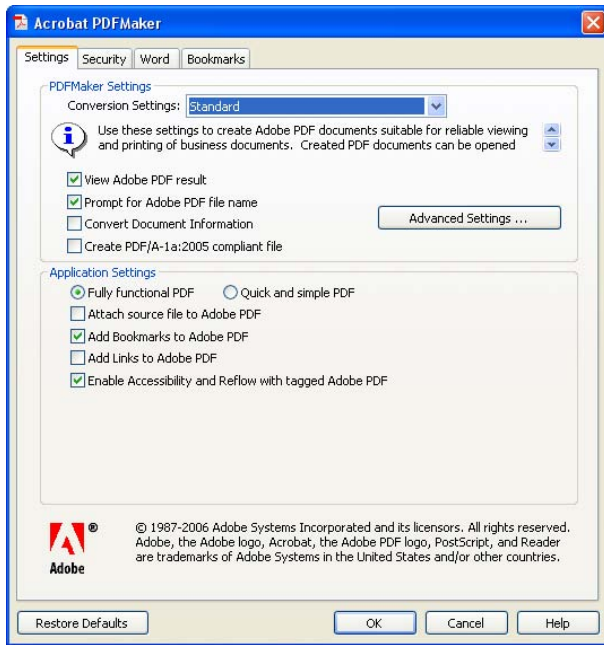 Acrobat PDFMaker
Settings Security Word Bookmarks
PDFMaker Settings
Conversion Settings: Standard
Use these settings to create Adobe PDF documents suitable for reliable viewing
and printing of business documents. Created PDF documents can be opened
View Adobe PDF result
Prompt for Adobe PDF file name
Convert Document Information
Advanced Settings ...
Create PDF/A-1a:2005 compliant file
Application Settings
Fully functional PDF Quick and simple PDF
Attach source file to Adobe PDF
Add Bookmarks to Adobe PDF
Add Links to Adobe PDF
Enable Accessibility and Reflow with tagged Adobe PDF
® © 1987-2006 Adobe Systems Incorporated and its licensors. All rights reserved.
Adobe, the Adobe logo, Acrobat, the Adobe PDF logo, PostScript, and Reader
are trademarks of Adobe Systems in the United States and/or other countries.
Adobe
Restore Defaults OK Cancel Help